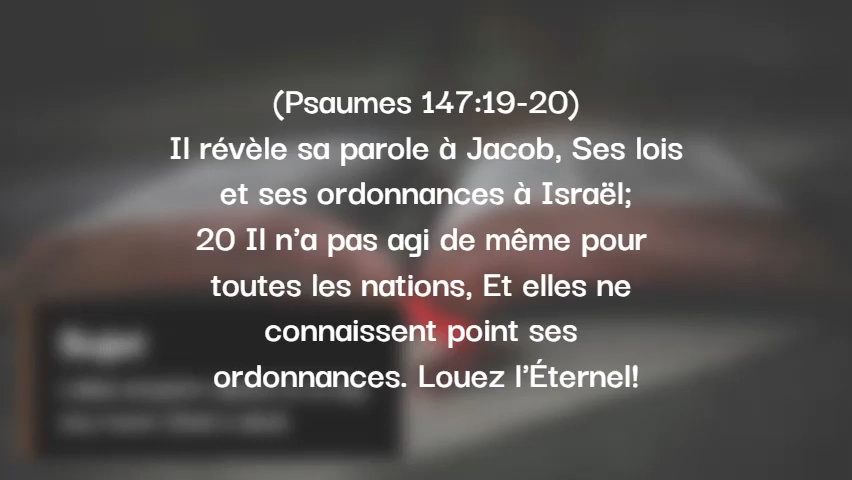 (Psaumes 147:19-20)
Il révèle sa parole à Jacob, Ses lois
et ses ordonnances à Israël;
20 Il n'a pas agi de même pour
toutes les nations, Et elles ne
connaissent point ses
ordonnances. Louez l'Éternel!